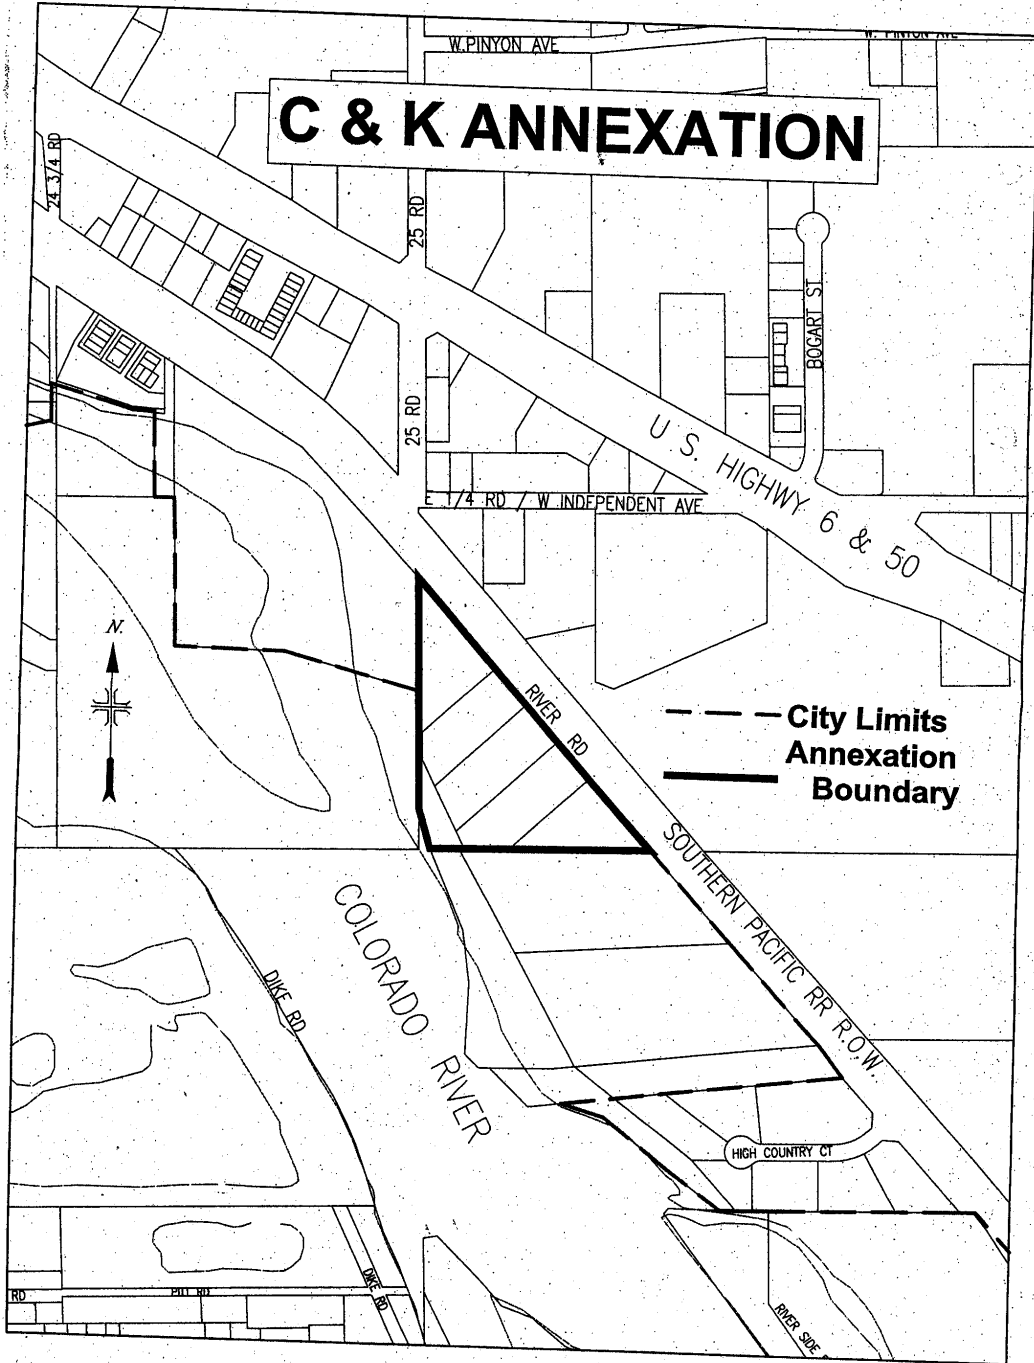 W. PINYON AVE
W. PINYON AVE
C & K ANNEXATION
24 3/4 RD
25 RD
BOGART ST
25 RD
U S. HIGHWAY 6 & 50
1/4 RD / W INDEPENDENT AVE
N.
RIVER RD
City Limits
Annexation
Boundary
SOUTHERN PACIFIC RR R.O.W.
COLORADO RIVER
DIKE RD
HIGH COUNTRY CT
DIKE RD
RD
RIVER SIDE